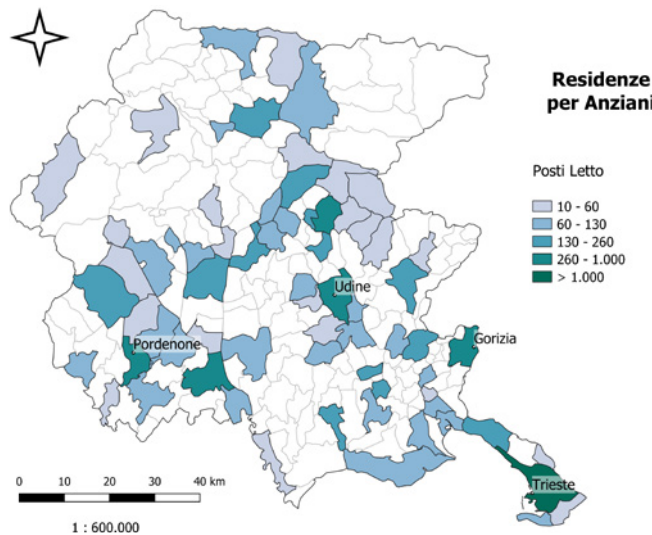 Residenze
per Anziani
Posti Letto
10 - 60
60 - 130
130 - 260
260 - 1.000
> 1.000
Udine
Gorizia
Pordenone
Trieste
0 10 20 30 40 km
1 : 600.000